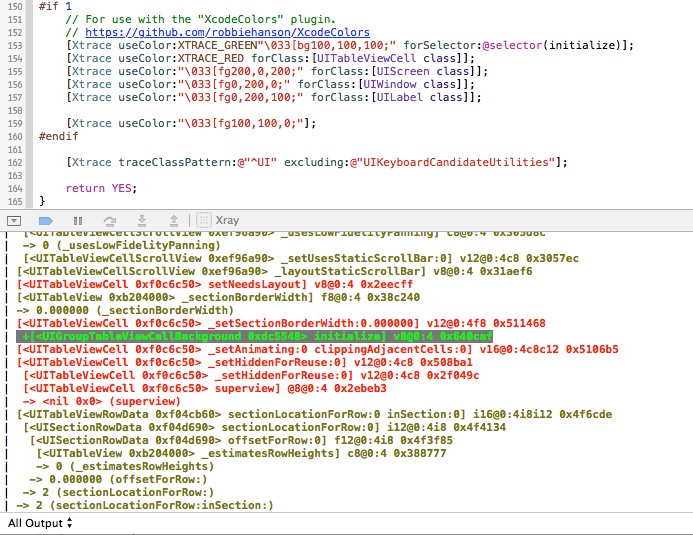 150 #if 1
151 // For use with the "XcodeColors" plugin.
152 // https://github.com/robbiehanson/XcodeColors
153 [Xtrace useColor:XTRACE_GREEN"\033[bg100,100,100;" forSelector:@selector(initialize)];
154 [Xtrace useColor:XTRACE_RED forClass:[UITableViewCell class]];
155 [Xtrace useColor:"\033[fg200,0,200;" forClass:[UIScreen class]];
156 [Xtrace useColor:"\033[fg0,200,0;" forClass:[UIWindow class]];
157 [Xtrace useColor:"\033[fg0,200,100;" forClass:[UILabel class]];
158
159 [Xtrace useColor:"\033[fg100,100,0;"];
160 #endif
161
162 [Xtrace traceClassPattern:@"^UI" excluding:@"UIKeyboardCandidateUtilities"];
163
164 return YES;
165 }
Xray
| [<UITableViewCellScrollView 0xef96a90> _usesLowFidelityPanning] c8@0:4 0x305d8c
| -> 0 (_usesLowFidelityPanning)
| [<UITableViewCellScrollView 0xef96a90> _setUsesStaticScrollBar:0] v12@0:4c8 0x3057ec
| [<UITableViewCellScrollView 0xef96a90> _layoutStaticScrollBar] v8@0:4 0x31aef6
| [<UITableViewCell 0xf0c6c50> setNeedsLayout] v8@0:4 0x2eecff
| [<UITableView 0xb204000> _sectionBorderWidth] f8@0:4 0x38c240
| -> 0.000000 (_sectionBorderWidth)
| [<UITableViewCell 0xf0c6c50> _setSectionBorderWidth:0.000000] v12@0:4f8 0x511468
| +[<UIGroupTableViewCellBackground 0xdc5548> initialize] v8@0:4 0x640ce9
| [<UITableViewCell 0xf0c6c50> _setAnimating:0 clippingAdjacentCells:0] v16@0:4c8c12 0x5106b5
| [<UITableViewCell 0xf0c6c50> _setHiddenForReuse:0] v12@0:4c8 0x508ba1
| [<UITableViewCell 0xf0c6c50> _setHiddenForReuse:0] v12@0:4c8 0x2f049c
| [<UITableViewCell 0xf0c6c50> superview] @8@0:4 0x2ebeb3
| -> <nil 0x0> (superview)
| [<UITableViewRowData 0xf04cb60> sectionLocationForRow:0 inSection:0] i16@0:4i8i12 0x4f6cde
| [<UISectionRowData 0xf04d690> sectionLocationForRow:0] i12@0:4i8 0x4f4134
| [<UISectionRowData 0xf04d690> offsetForRow:0] f12@0:4i8 0x4f3f85
| [<UITableView 0xb204000> _estimatesRowHeights] c8@0:4 0x388777
| -> 0 (_estimatesRowHeights)
| -> 0.000000 (offsetForRow:)
| -> 2 (sectionLocationForRow:)
| -> 2 (sectionLocationForRow:inSection:)
All Output